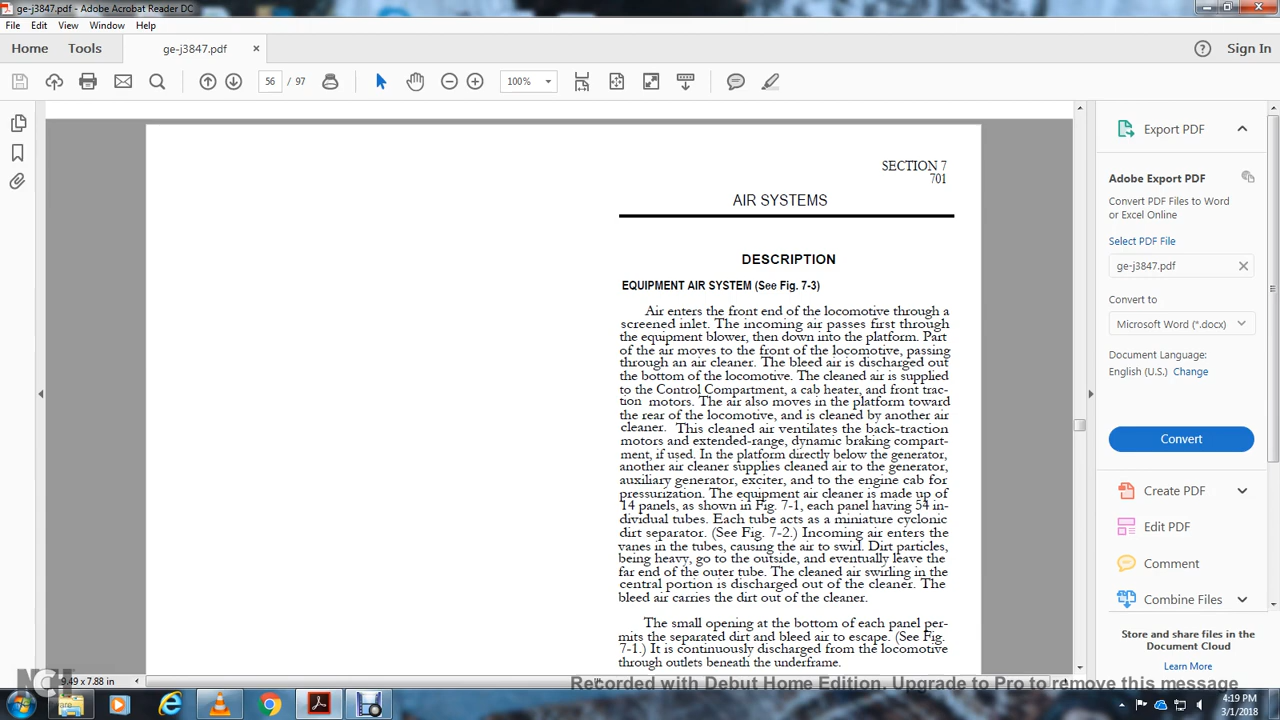 ge-j3847.pdf - Adobe Acrobat Reader DC
File Edit View Window Help
Home Tools ge-j3847.pdf × Sign In
56 / 97 100%
SECTION 7
701
AIR SYSTEMS
DESCRIPTION
EQUIPMENT AIR SYSTEM (See Fig. 7-3)
Air enters the front end of the locomotive through a
screened inlet. The incoming air passes first through
the equipment blower, then down into the platform. Part
of the air moves to the front of the locomotive, passing
through an air cleaner. The bleed air is discharged out
the bottom of the locomotive. The cleaned air is supplied
to the Control Compartment, a cab heater, and front trac-
tion motors. The air also moves in the platform toward
the rear of the locomotive, and is cleaned by another air
cleaner. This cleaned air ventilates the back-traction
motors and extended-range, dynamic braking compart-
ment, if used. In the platform directly below the generator,
another air cleaner supplies cleaned air to the generator,
auxiliary generator, exciter, and to the engine cab for
pressurization. The equipment air cleaner is made up of
14 panels, as shown in Fig. 7-1, each panel having 54 in-
dividual tubes. Each tube acts as a miniature cyclonic
dirt separator. (See Fig. 7-2.) Incoming air enters the
vanes in the tubes, causing the air to swirl. Dirt particles,
being heavy, go to the outside, and eventually leave the
far end of the outer tube. The cleaned air swirling in the
central portion is discharged out of the cleaner. The
bleed air carries the dirt out of the cleaner.
The small opening at the bottom of each panel per-
mits the separated dirt and bleed air to escape. (See Fig.
7-1.) It is continuously discharged from the locomotive
through outlets beneath the underframe.
Export PDF
Adobe Export PDF
Convert PDF Files to Word
or Excel Online
Select PDF File
ge-j3847.pdf
Convert to
Microsoft Word (*.docx)
Document Language:
English (U.S.) Change
Convert
Create PDF
Edit PDF
Comment
Combine Files
Store and share files in the
Document Cloud
Learn More
9.49 x 7.88 in
Recorded with Debut Home Edition. Upgrade to Pro to remove this message
4:19 PM
3/1/2018